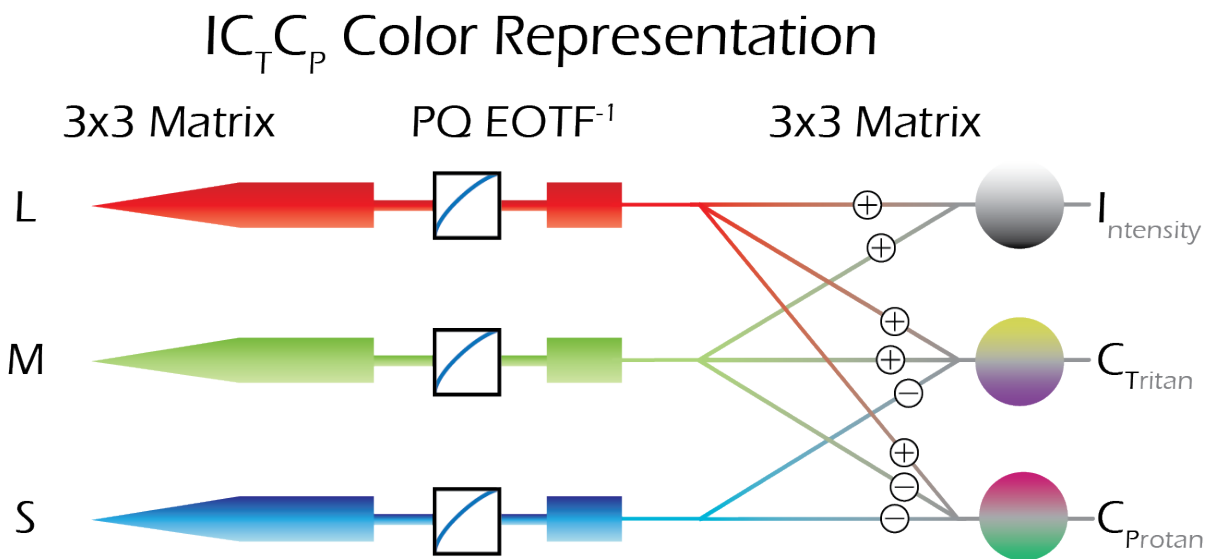 ICTCP Color Representation
3x3 Matrix PQ EOTF-1 3x3 Matrix
L + Intensity
+
+
M + CTritan
−
+
−
S − CProtan